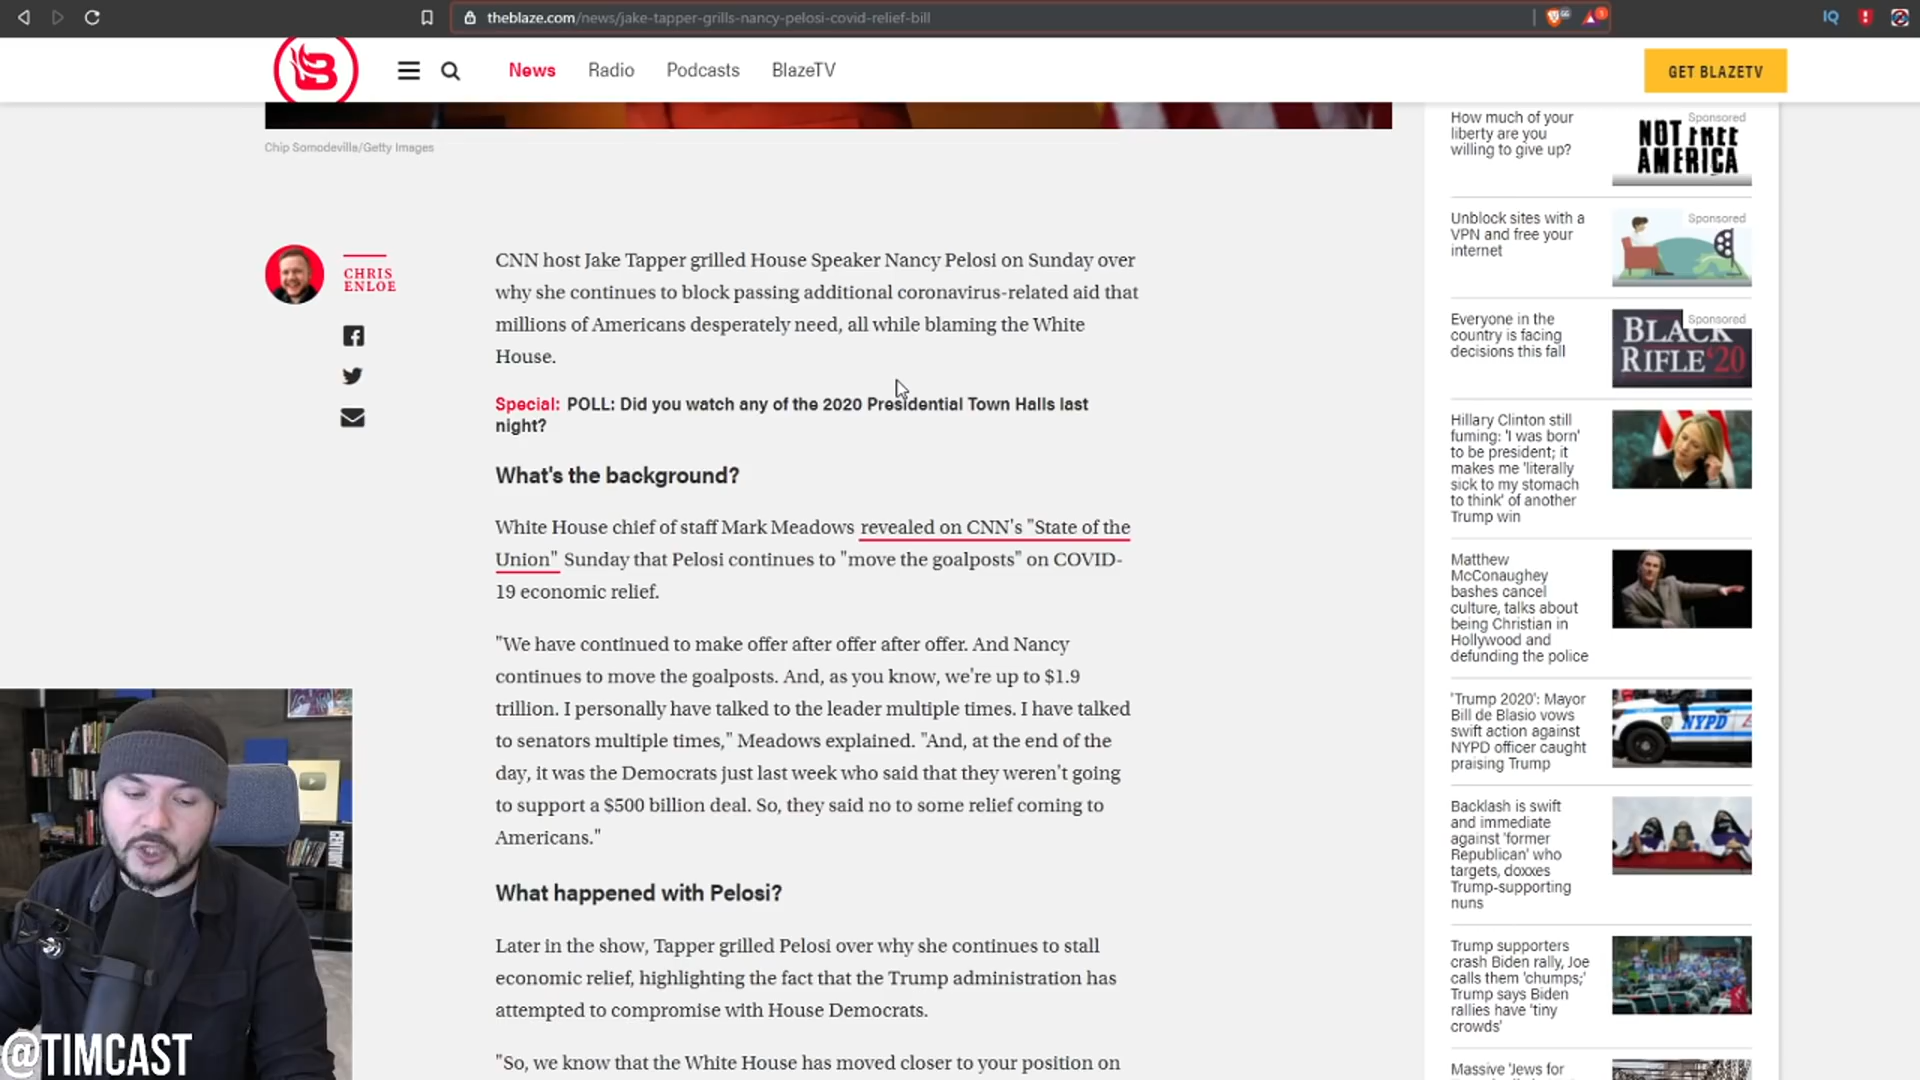 theblaze.com/news/jake-tapper-grills-nancy-pelosi-covid-relief-bill
IQ
News
Radio
Podcasts
BlazeTV
GET BLAZETV
Chip Somodevilla/Getty Images
CHRIS
ENLOE
CNN host Jake Tapper grilled House Speaker Nancy Pelosi on Sunday over
why she continues to block passing additional coronavirus-related aid that
millions of Americans desperately need, all while blaming the White
House.
Special: POLL: Did you watch any of the 2020 Presidential Town Halls last
night?
What's the background?
White House chief of staff Mark Meadows revealed on CNN's "State of the
Union" Sunday that Pelosi continues to "move the goalposts" on COVID-
19 economic relief.
"We have continued to make offer after offer after offer. And Nancy
continues to move the goalposts. And, as you know, we're up to $1.9
trillion. I personally have talked to the leader multiple times. I have talked
to senators multiple times," Meadows explained. "And, at the end of the
day, it was the Democrats just last week who said that they weren't going
to support a $500 billion deal. So, they said no to some relief coming to
Americans."
What happened with Pelosi?
Later in the show, Tapper grilled Pelosi over why she continues to stall
economic relief, highlighting the fact that the Trump administration has
attempted to compromise with House Democrats.
"So, we know that the White House has moved closer to your position on
How much of your
liberty are you
willing to give up?
Sponsored
NOT FREE
AMERICA
Unblock sites with a
VPN and free your
internet
Sponsored
Everyone in the
country is facing
decisions this fall
Sponsored
BLACK
RIFLE '20
Hillary Clinton still
fuming: 'I was born'
to be president; it
makes me 'literally
sick to my stomach
to think' of another
Trump win
Matthew
McConaughey
bashes cancel
culture, talks about
being Christian in
Hollywood and
defunding the police
'Trump 2020': Mayor
Bill de Blasio vows
swift action against
NYPD officer caught
praising Trump
NYPD
Backlash is swift
and immediate
against 'former
Republican' who
targets, doxxes
Trump-supporting
nuns
Trump supporters
crash Biden rally, Joe
calls them 'chumps;'
Trump says Biden
rallies have 'tiny
crowds'
Massive 'Jews for
@TIMCAST